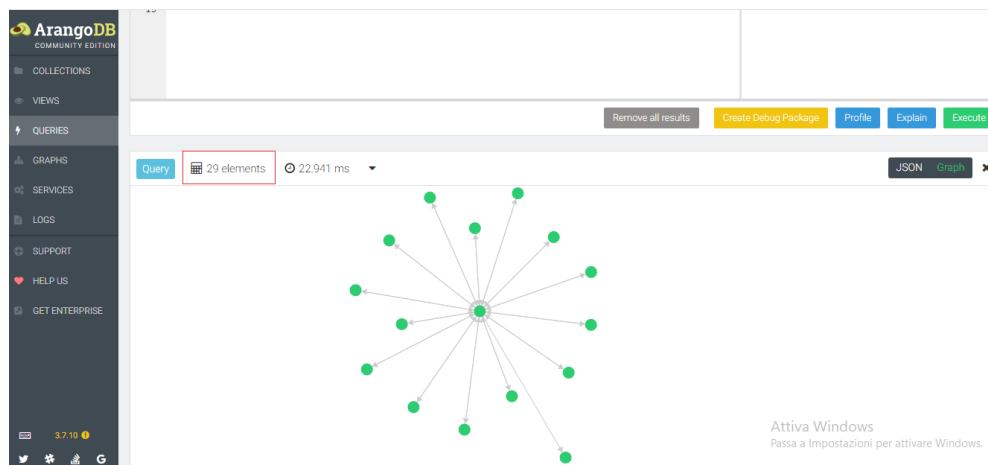 ArangoDB
COMMUNITY EDITION
COLLECTIONS
VIEWS
QUERIES
GRAPHS
SERVICES
LOGS
SUPPORT
HELP US
GET ENTERPRISE
3.7.10
Remove all results Create Debug Package Profile Explain Execute
Query 29 elements 22.941 ms JSON Graph
Attiva Windows
Passa a Impostazioni per attivare Windows.